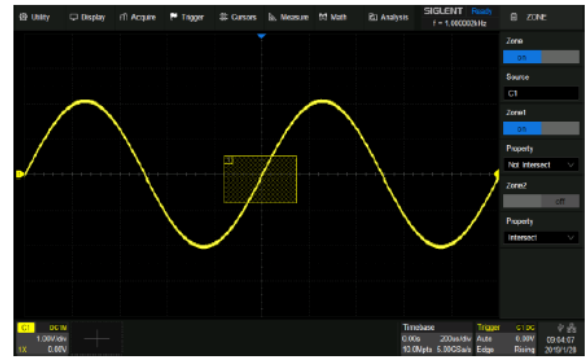 Utility Display Acquire Trigger Cursors Measure Math Analysis SIGLENT Ready ZONE
f = 1.000002kHz
Zone
on
Source
C1
Zone1
on
Property
Not Intersect
Zone2
off
Property
Intersect
C1 DC1M Timebase Trigger C1 DC
1.00V/div 0.00s 200us/div Auto 0.00V 09:04:07
1X 0.00V 10.0Mpts 5.00GSa/s Edge Rising 2019/1/20